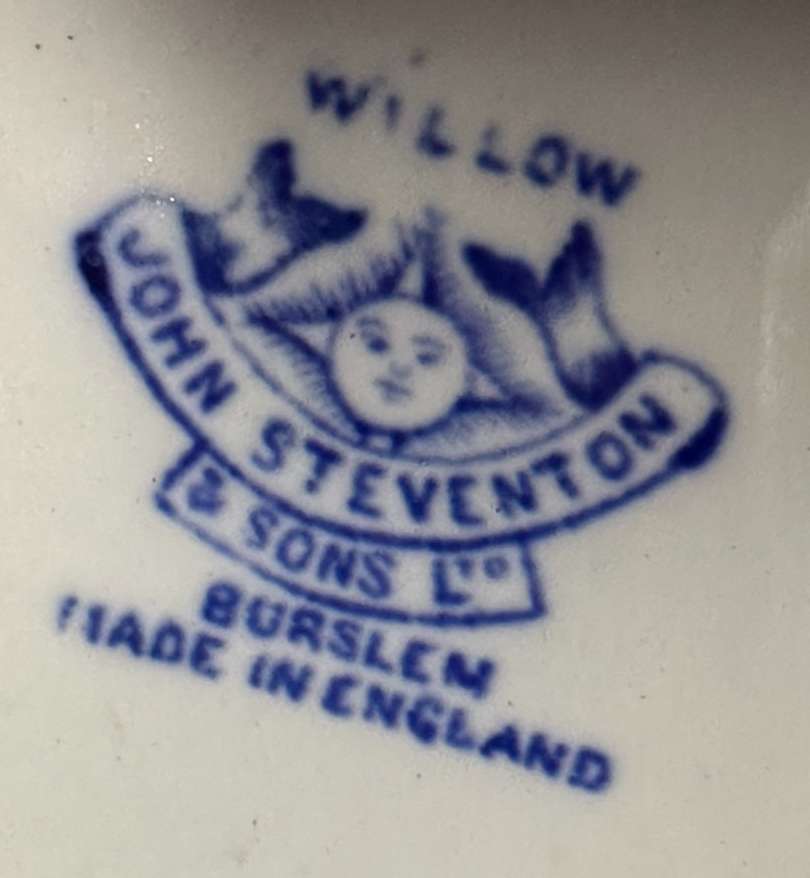 WILLOW
JOHN STEVENTON
& SONS LTD
BURSLEM
MADE IN ENGLAND